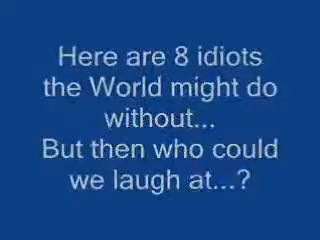 Here are 8 idiots
the World might do
without...
But then who could
we laugh at...?